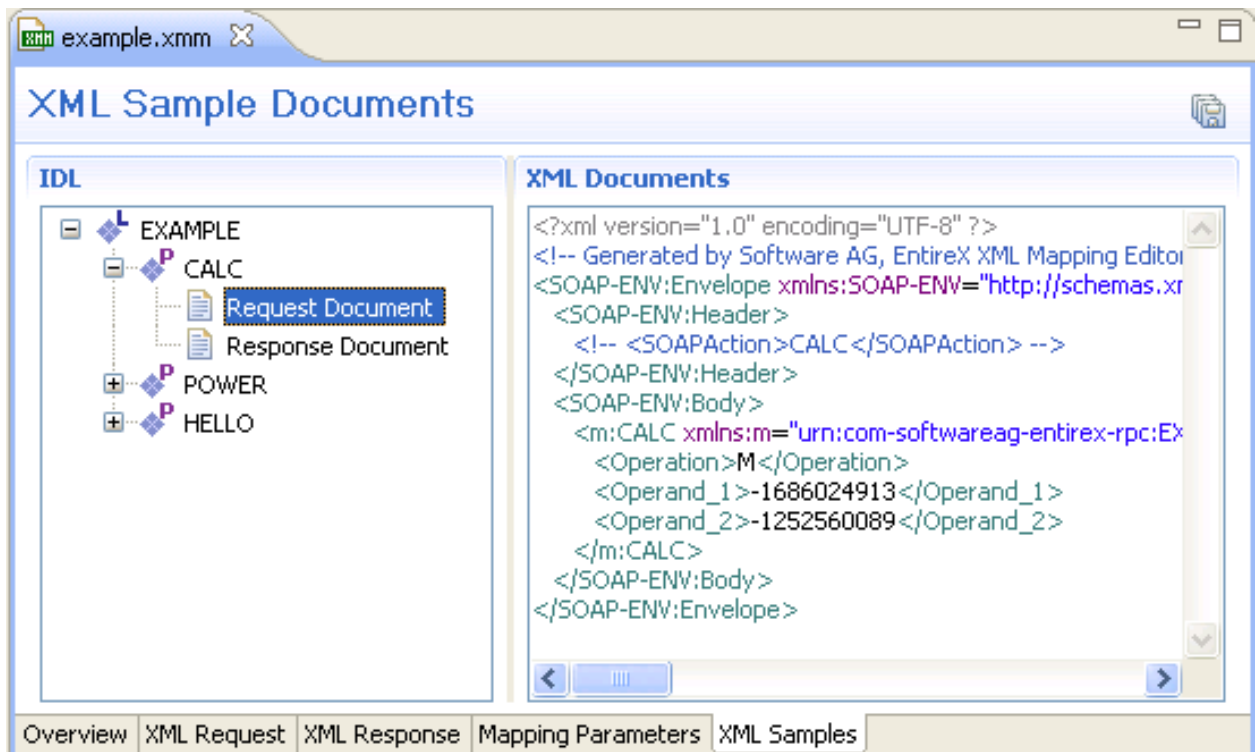 example.xmm
XML Sample Documents
IDL
EXAMPLE
CALC
Request Document
Response Document
POWER
HELLO
XML Documents
<?xml version="1.0" encoding="UTF-8" ?>
<!-- Generated by Software AG, EntireX XML Mapping Editor
<SOAP-ENV:Envelope xmlns:SOAP-ENV="http://schemas.xr
<SOAP-ENV:Header>
<!-- <SOAPAction>CALC</SOAPAction> -->
</SOAP-ENV:Header>
<SOAP-ENV:Body>
<m:CALC xmlns:m="urn:com-softwareag-entirex-rpc:EX
<Operation>M</Operation>
<Operand_1>-1686024913</Operand_1>
<Operand_2>-1252560089</Operand_2>
</m:CALC>
</SOAP-ENV:Body>
</SOAP-ENV:Envelope>
Overview XML Request XML Response Mapping Parameters XML Samples